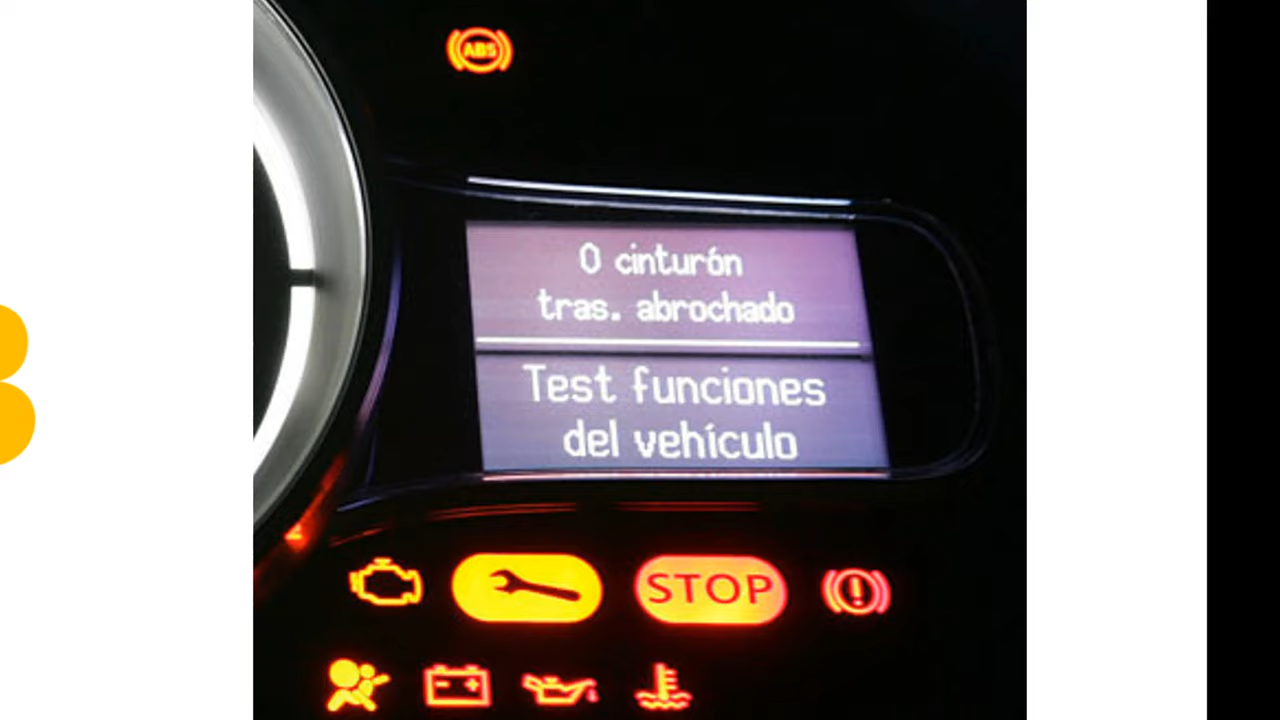 ABS
0 cinturón
tras. abrochado
Test funciones
del vehículo
STOP